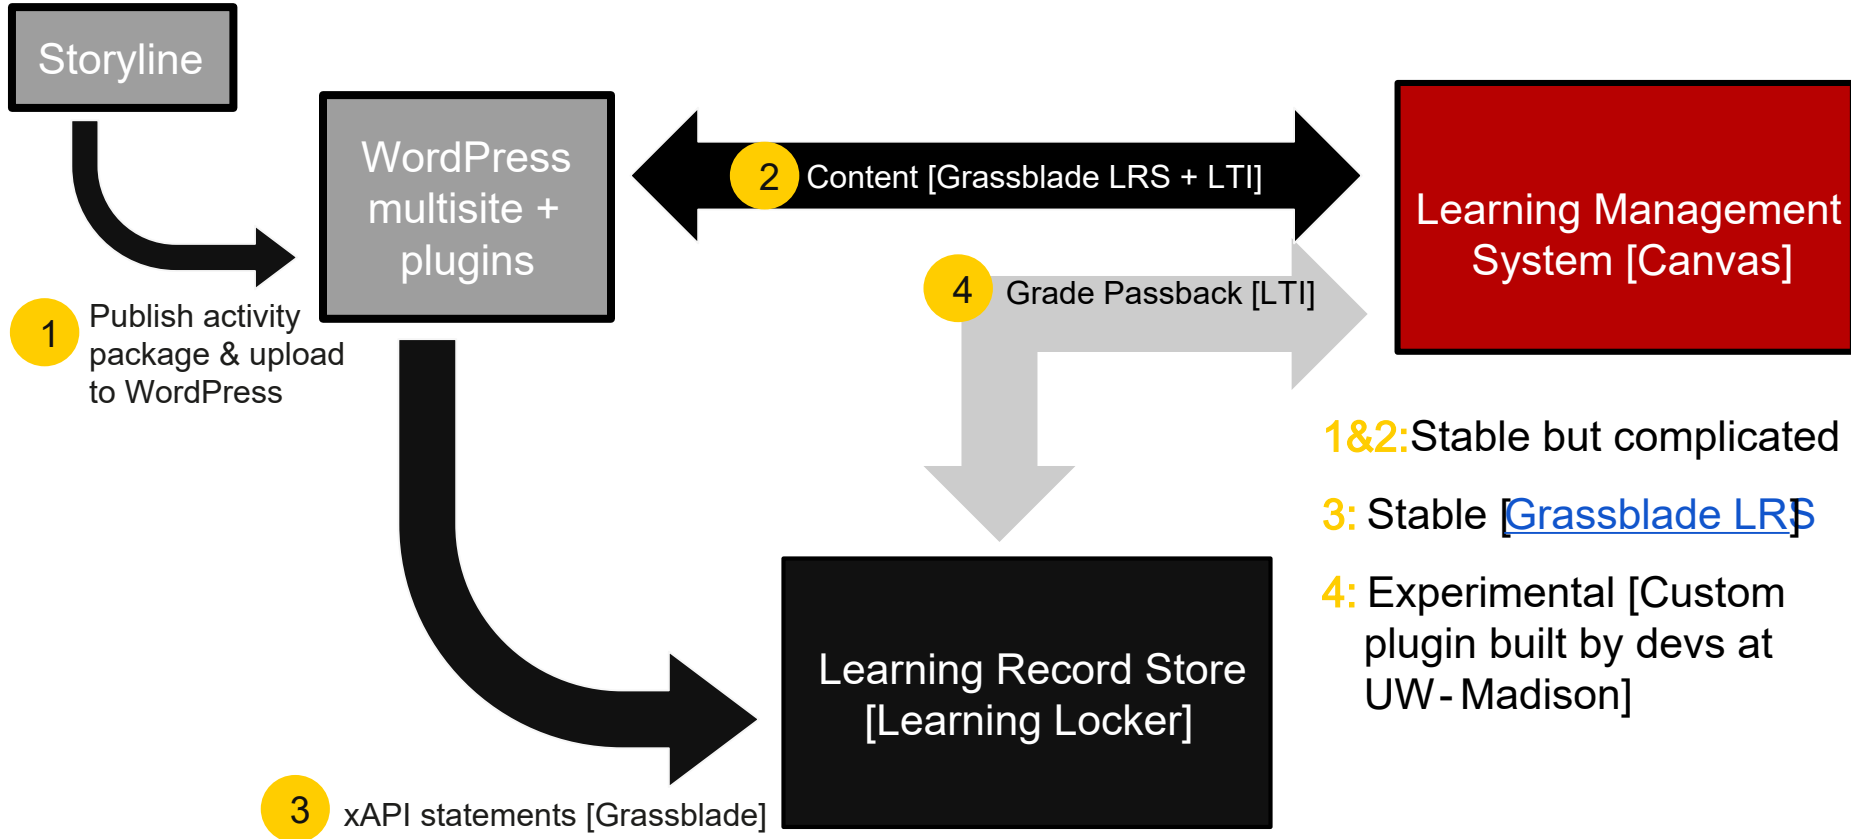 Storyline
WordPress
multisite +
plugins
2 Content [Grassblade LRS + LTI]
Learning Management
System [Canvas]
4 Grade Passback [LTI]
1 Publish activity
package & upload
to WordPress
1&2:Stable but complicated
3: Stable [Grassblade LRS]
4: Experimental [Custom
plugin built by devs at
UW-Madison]
Learning Record Store
[Learning Locker]
3 xAPI statements [Grassblade]